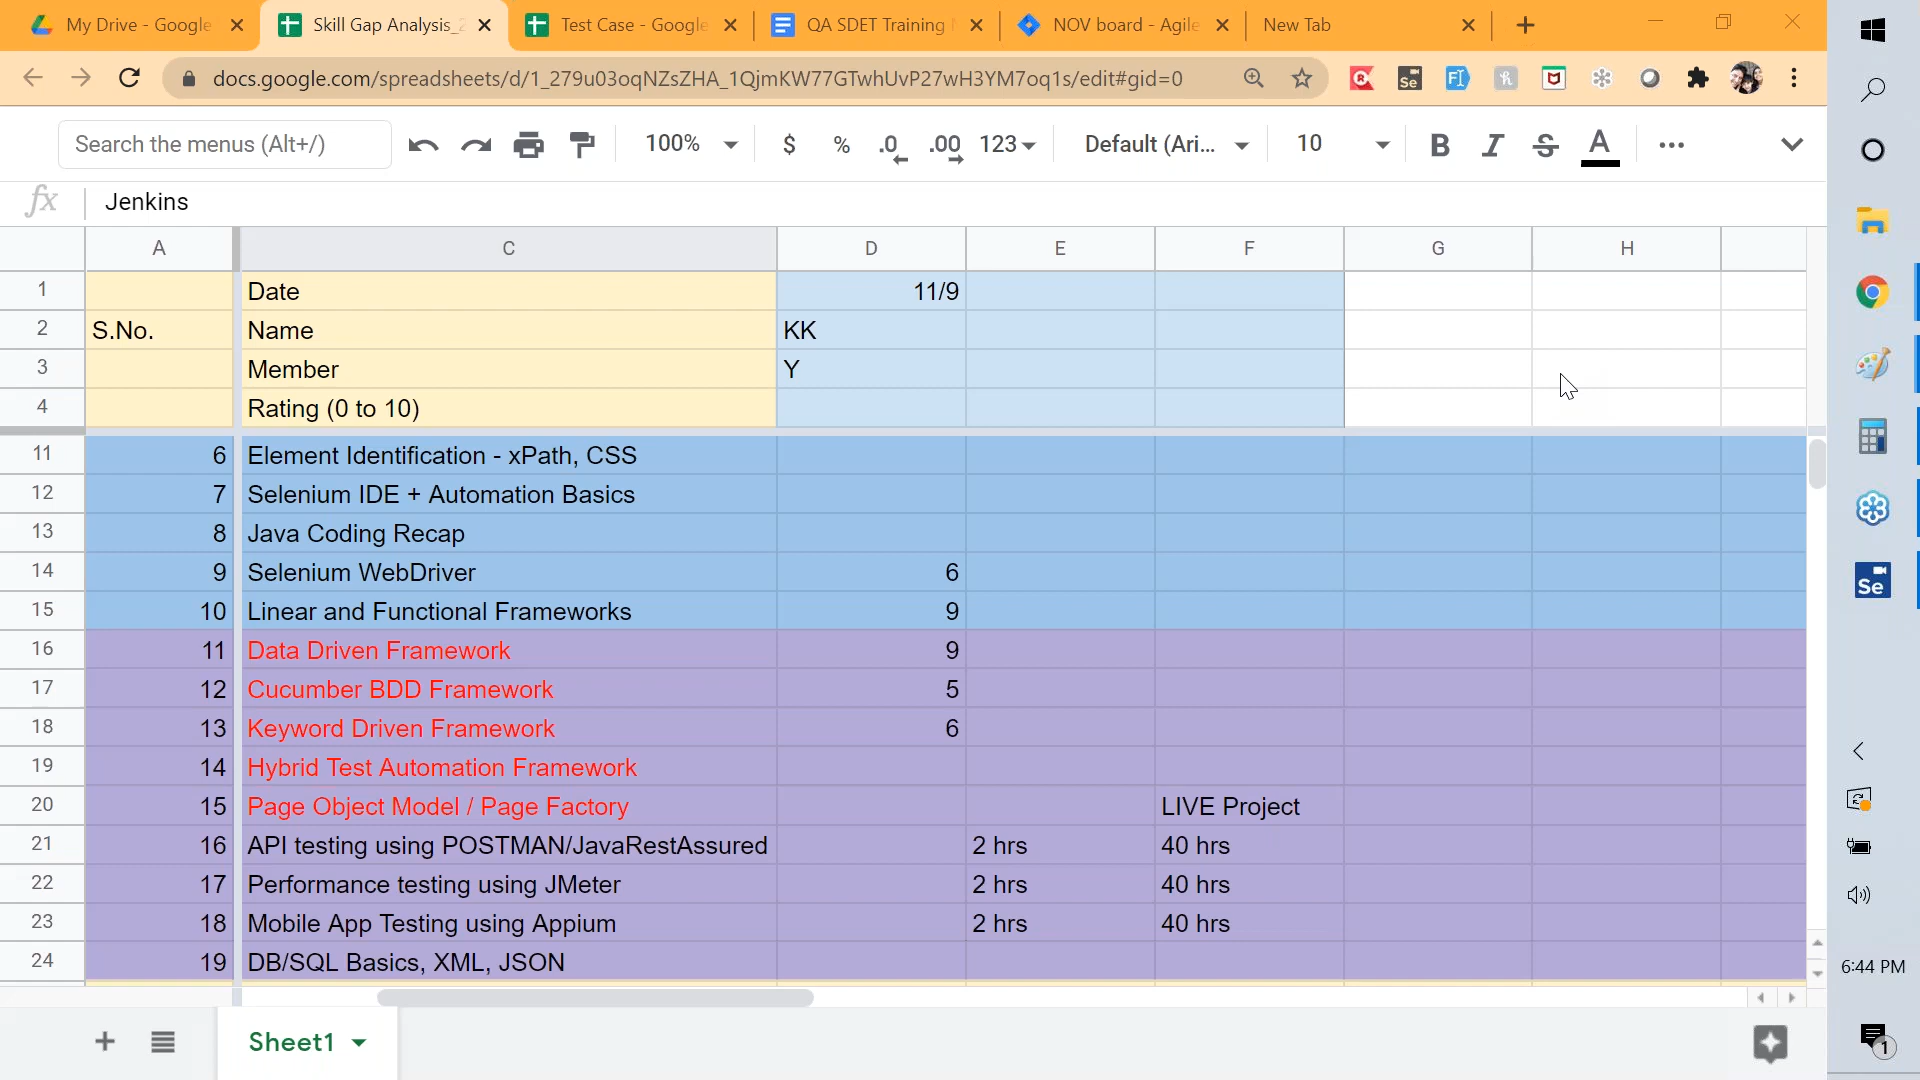 My Drive - Google
Skill Gap Analysis_2
Test Case - Google
QA SDET Training
NOV board - Agile
New Tab
docs.google.com/spreadsheets/d/1_279u03oqNZsZHA_1QjmKW77GTwhUvP27wH3YM7oq1s/edit#gid=0
Search the menus (Alt+/)
100% $ % .0 .00 123 Default (Ari... 10 B I S A
fx Jenkins
A C D E F G H
1 Date 11/9
2 S.No. Name KK
3 Member Y
4 Rating (0 to 10)
11 6 Element Identification - xPath, CSS
12 7 Selenium IDE + Automation Basics
13 8 Java Coding Recap
14 9 Selenium WebDriver 6
15 10 Linear and Functional Frameworks 9
16 11 Data Driven Framework 9
17 12 Cucumber BDD Framework 5
18 13 Keyword Driven Framework 6
19 14 Hybrid Test Automation Framework
20 15 Page Object Model / Page Factory LIVE Project
21 16 API testing using POSTMAN/JavaRestAssured 2 hrs 40 hrs
22 17 Performance testing using JMeter 2 hrs 40 hrs
23 18 Mobile App Testing using Appium 2 hrs 40 hrs
24 19 DB/SQL Basics, XML, JSON
Sheet1
Se
6:44 PM
1